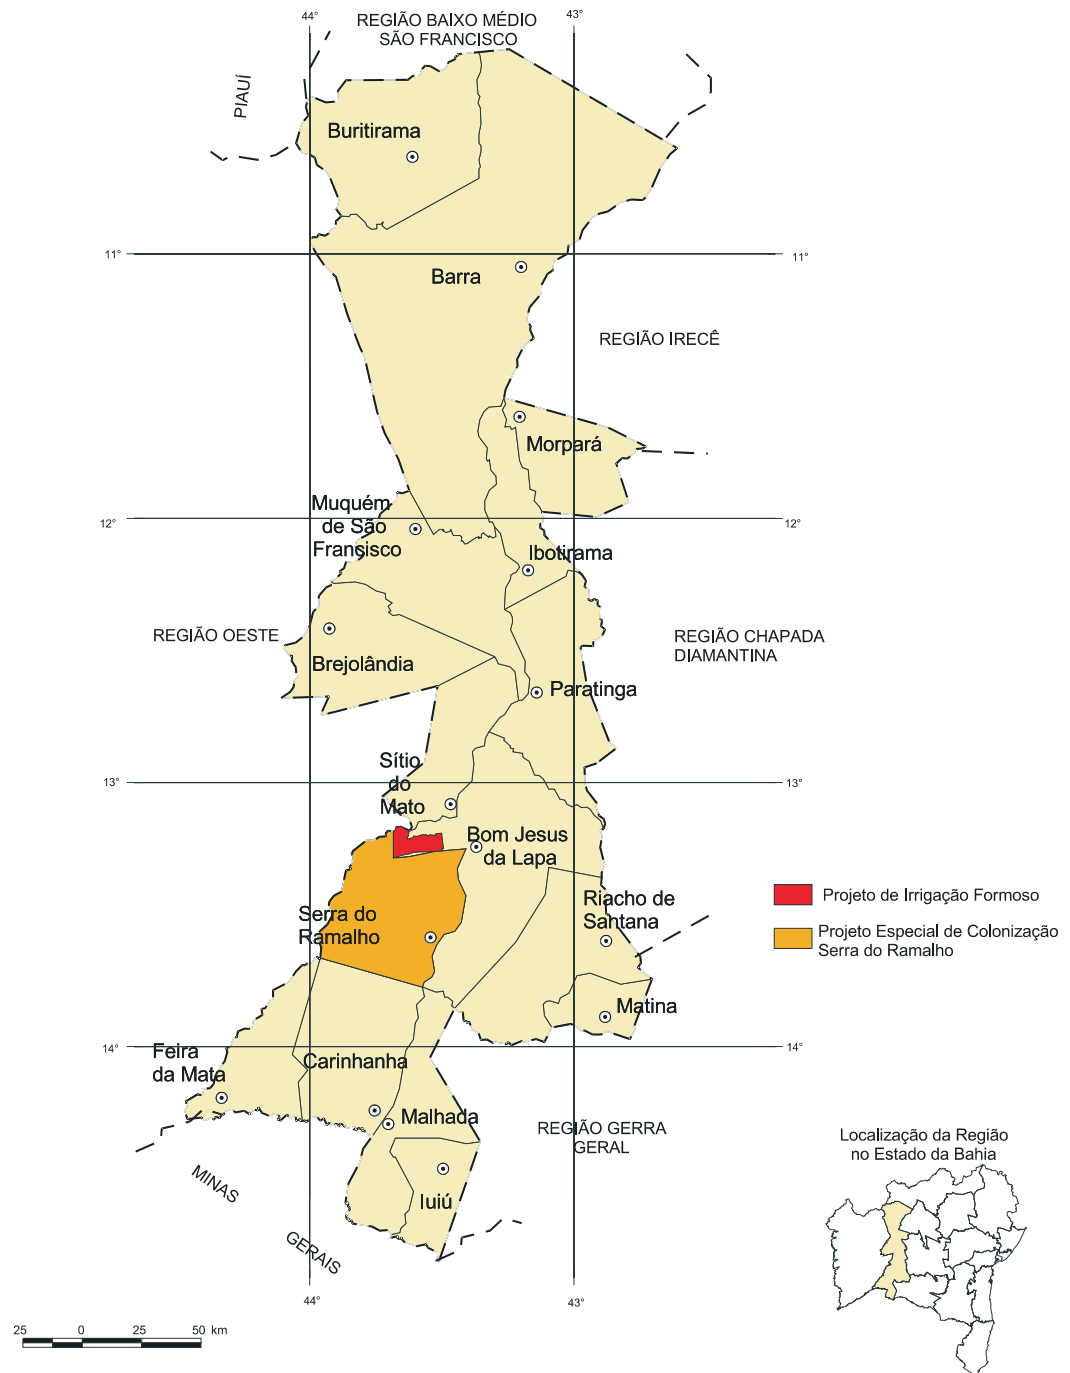 44°
REGIÃO BAIXO MÉDIO
SÃO FRANCISCO
43°
PIAUÍ
Buritirama
11°
11°
Barra
REGIÃO IRECÊ
Morpará
Muquém
de São
Francisco
12°
12°
Ibotirama
REGIÃO OESTE
REGIÃO CHAPADA
DIAMANTINA
Brejolândia
Paratinga
Sítio
do
Mato
13°
13°
Bom Jesus
da Lapa
Riacho de
Santana
Projeto de Irrigação Formoso
Serra do
Ramalho
Projeto Especial de Colonização
Serra do Ramalho
Matina
14°
14°
Feira
da Mata
Carinhanha
Malhada
REGIÃO GERRA
GERAL
Localização da Região
no Estado da Bahia
MINAS
GERAIS
Iuiú
44°
43°
25 0 25 50 km